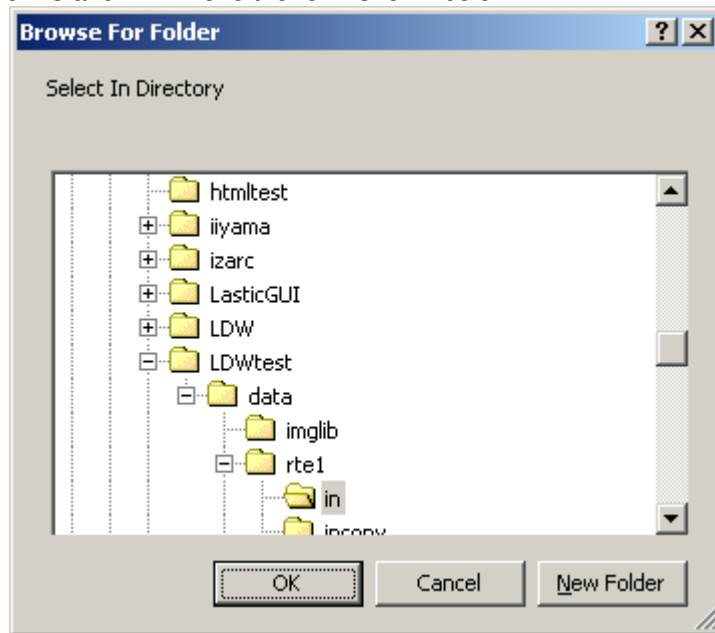 Browse For Folder
Select In Directory
htmltest
iiyama
izarc
LasticGUI
LDW
LDWtest
data
imglib
rte1
in
incopy
OK
Cancel
New Folder